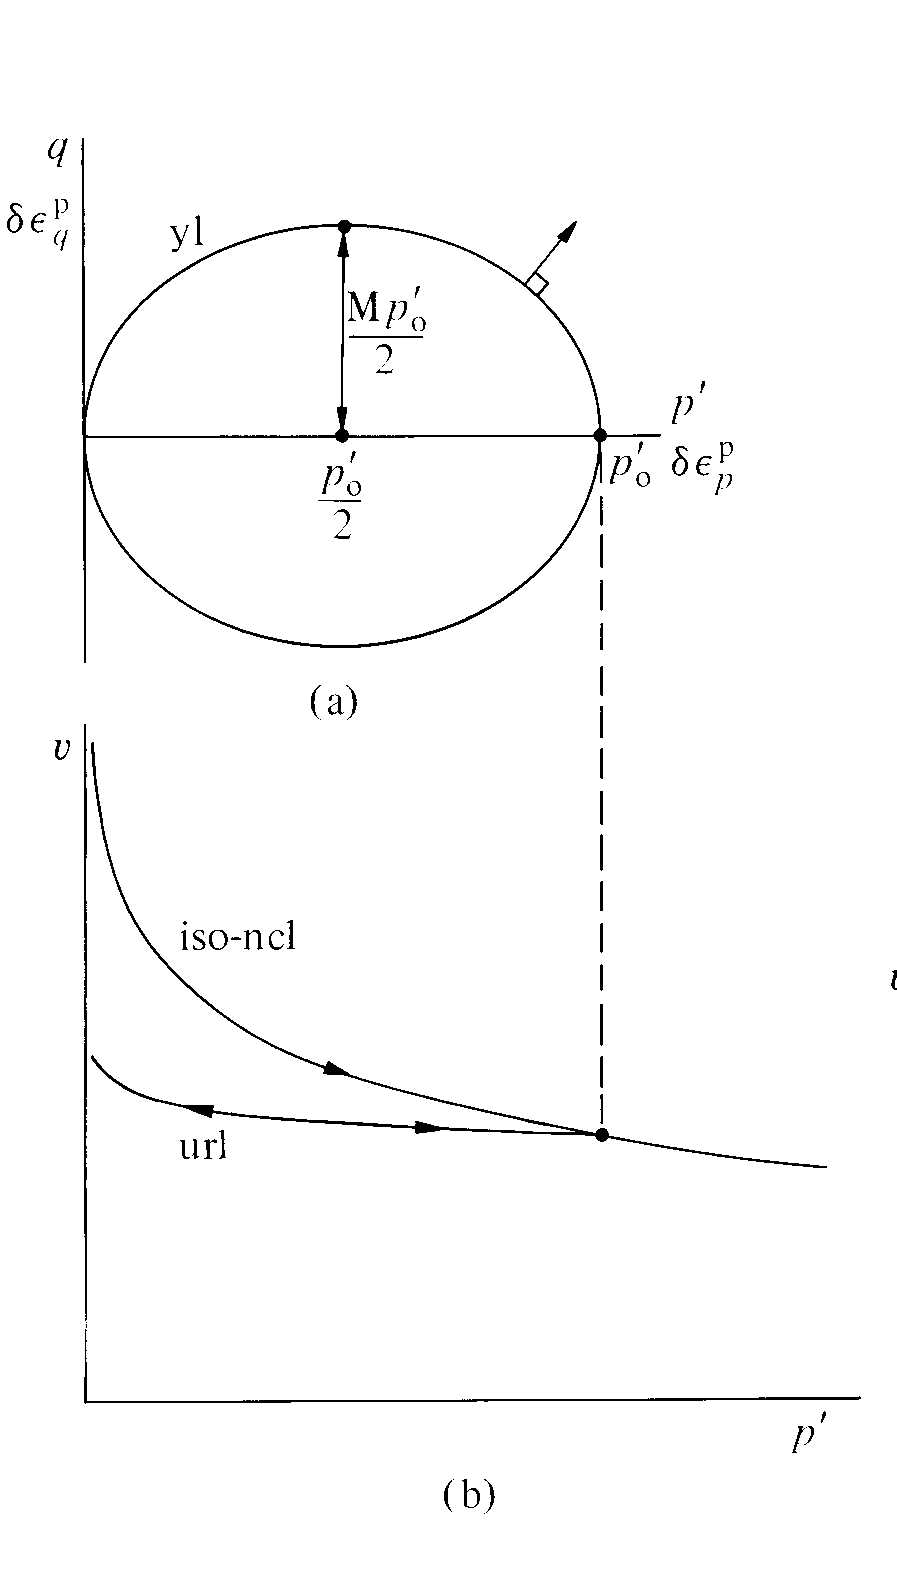 q
δϵ_q^p
yl
Mp′_o
2
p′
p′_o
2
p′_o δϵ_p^p
(a)
v
iso-ncl
url
p′
(b)